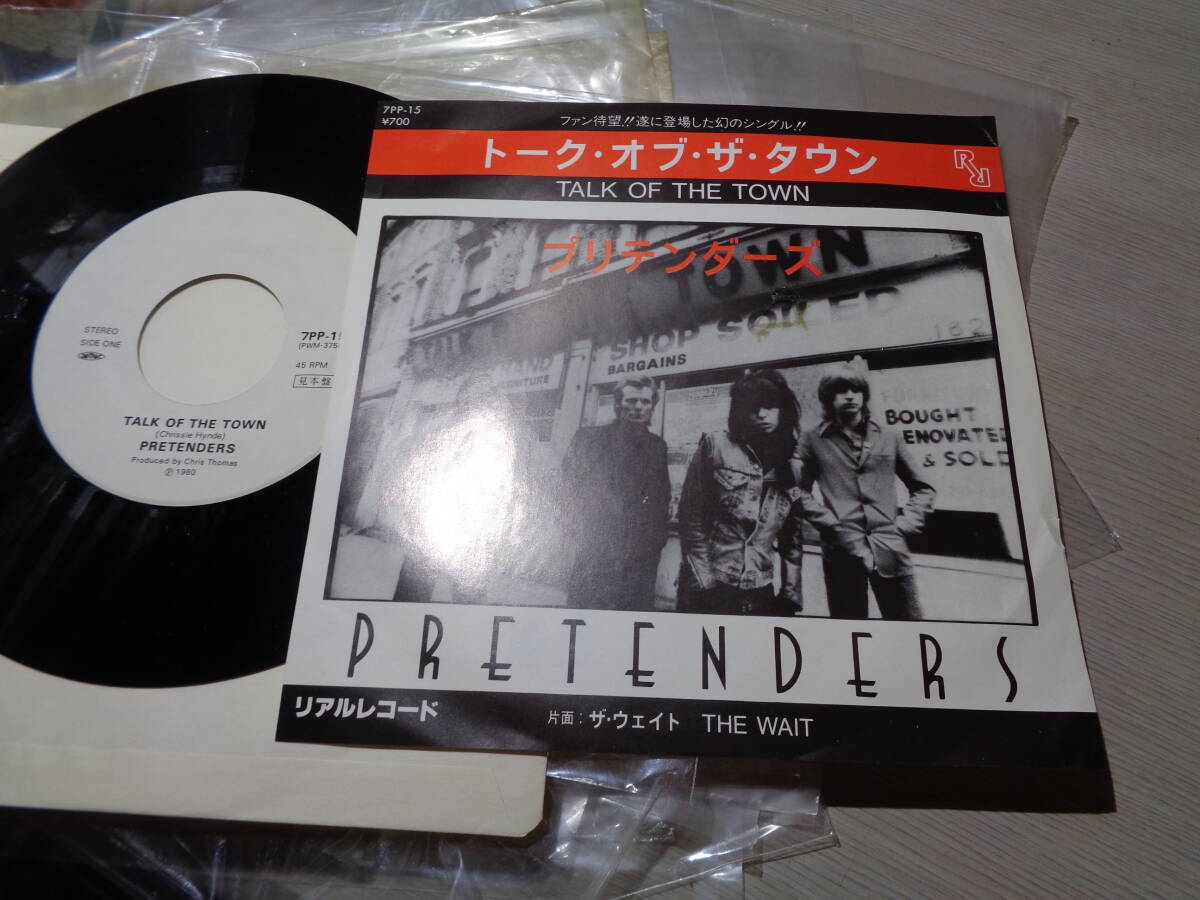 STEREO
SIDE ONE
7PP-15
45 RPM
見本盤
TALK OF THE TOWN
(Chrissie Hynde)
PRETENDERS
Produced by Chris Thomas
Ⓟ 1980
7PP-15
¥700
ファン待望!!遂に登場した幻のシングル!!
トーク・オブ・ザ・タウン
TALK OF THE TOWN
プリテンダーズ
TOWN
SHOP SOILED
BARGAINS
182
BOUGHT
ENOVATED
& SOLD
PRETENDERS
リアルレコード
片面:ザ・ウェイト THE WAIT